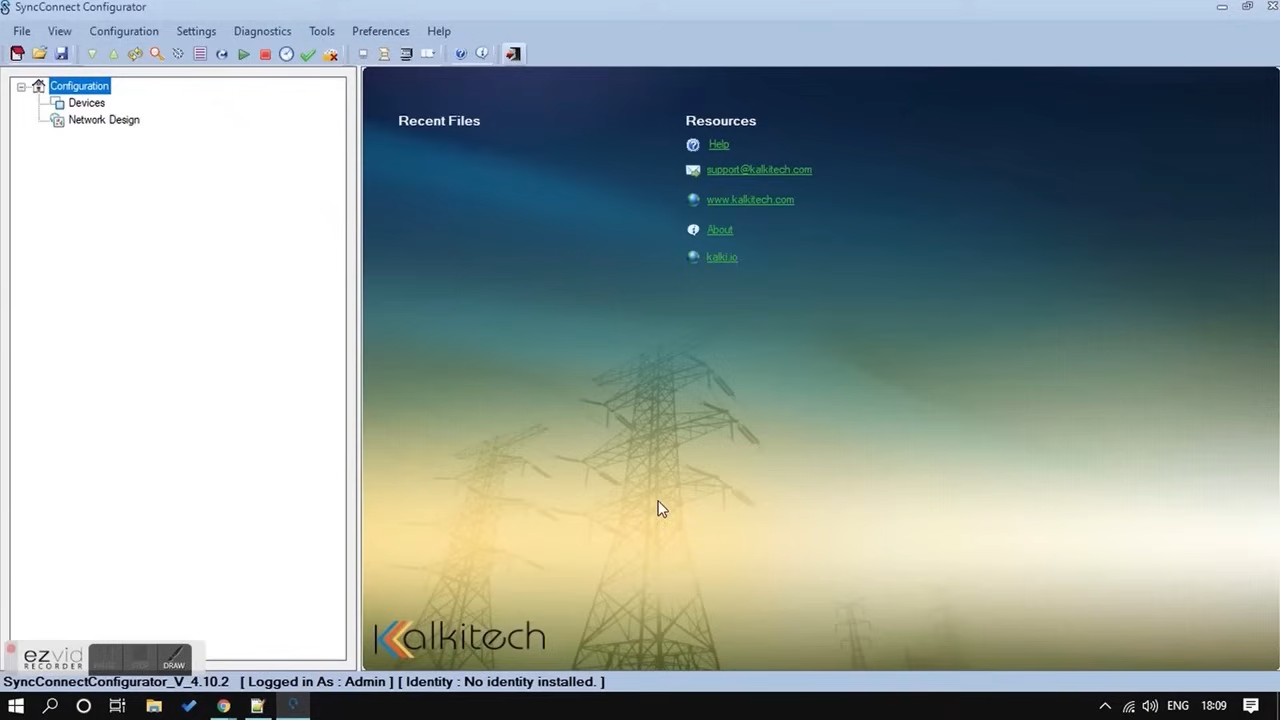 SyncConnect Configurator
File View Configuration Settings Diagnostics Tools Preferences Help
Configuration
Devices
Network Design
Recent Files
Resources
Help
support@kalkitech.com
www.kalkitech.com
About
kalki.io
Kalkitech
ezvid
RECORDER
DRAW
SyncConnectConfigurator_V_4.10.2 [ Logged in As : Admin ] [ Identity : No identity installed. ]
ENG 18:09